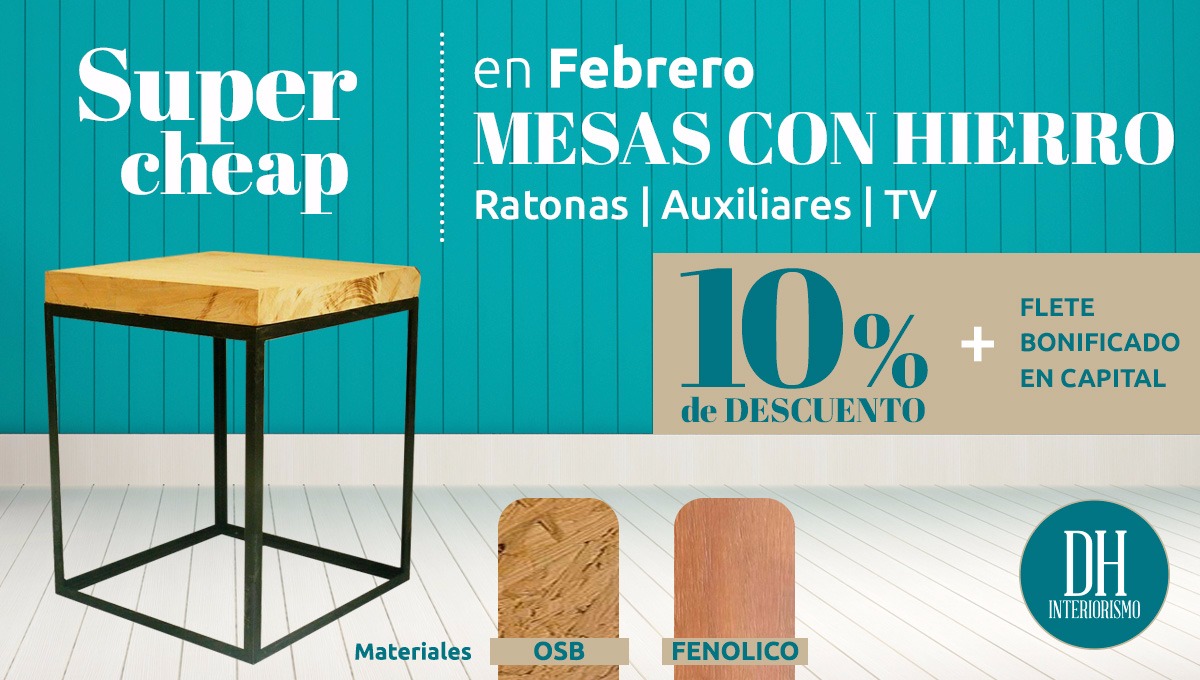 Super
cheap
en Febrero
MESAS CON HIERRO
Ratonas | Auxiliares | TV
10%
de DESCUENTO
+
FLETE
BONIFICADO
EN CAPITAL
Materiales
OSB
FENOLICO
DH
INTERIORISMO